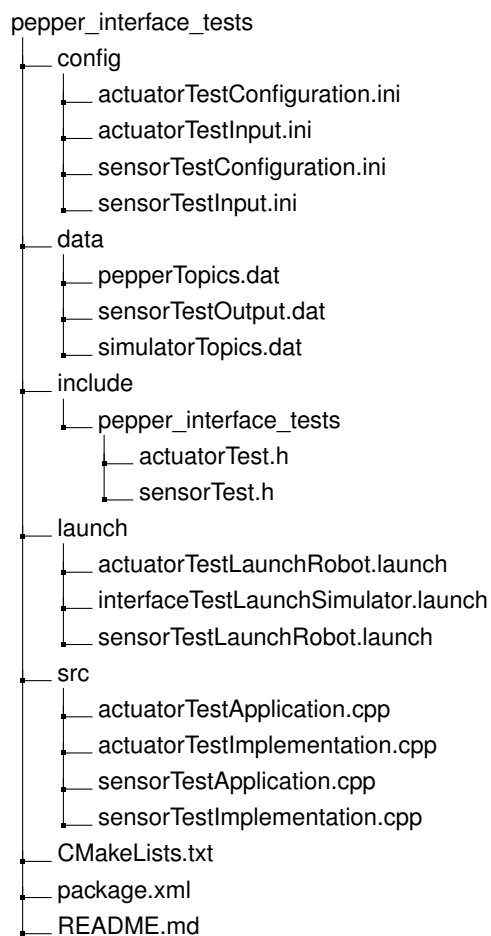 pepper_interface_tests
config
actuatorTestConfiguration.ini
actuatorTestInput.ini
sensorTestConfiguration.ini
sensorTestInput.ini
data
pepperTopics.dat
sensorTestOutput.dat
simulatorTopics.dat
include
pepper_interface_tests
actuatorTest.h
sensorTest.h
launch
actuatorTestLaunchRobot.launch
interfaceTestLaunchSimulator.launch
sensorTestLaunchRobot.launch
src
actuatorTestApplication.cpp
actuatorTestImplementation.cpp
sensorTestApplication.cpp
sensorTestImplementation.cpp
CMakeLists.txt
package.xml
README.md